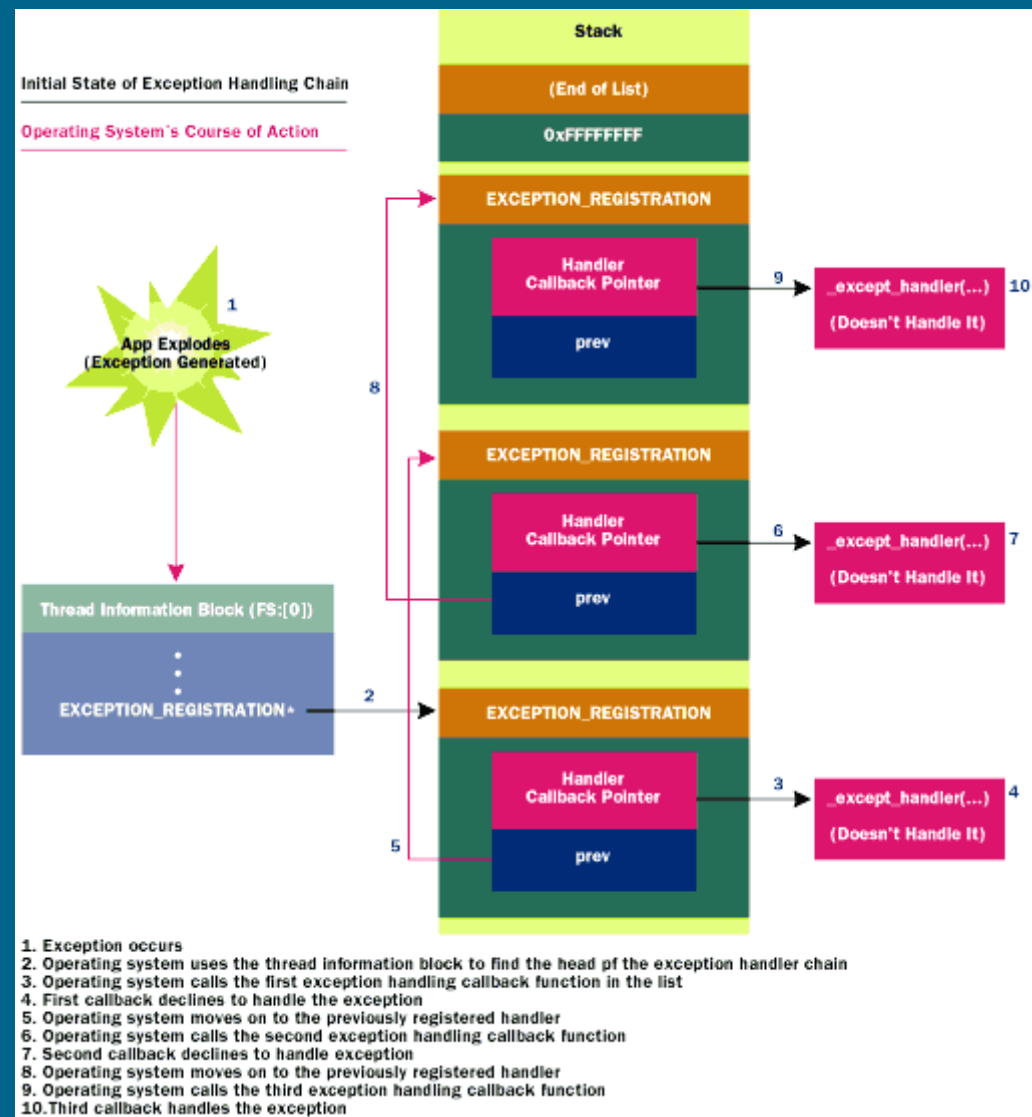 Stack
Initial State of Exception Handling Chain
(End of List)
Operating System's Course of Action
0xFFFFFFFF
EXCEPTION_REGISTRATION
Handler
Callback Pointer
prev
9
_except_handler(...)
(Doesn't Handle It)
10
1
App Explodes
(Exception Generated)
8
EXCEPTION_REGISTRATION
Handler
Callback Pointer
prev
6
_except_handler(...)
(Doesn't Handle It)
7
Thread Information Block (FS:[0])
EXCEPTION_REGISTRATION*
2
EXCEPTION_REGISTRATION
Handler
Callback Pointer
prev
3
_except_handler(...)
(Doesn't Handle It)
4
5
1. Exception occurs
2. Operating system uses the thread information block to find the head pf the exception handler chain
3. Operating system calls the first exception handling callback function in the list
4. First callback declines to handle the exception
5. Operating system moves on to the previously registered handler
6. Operating system calls the second exception handling callback function
7. Second callback declines to handle exception
8. Operating system moves on to the previously registered handler
9. Operating system calls the third exception handling callback function
10.Third callback handles the exception